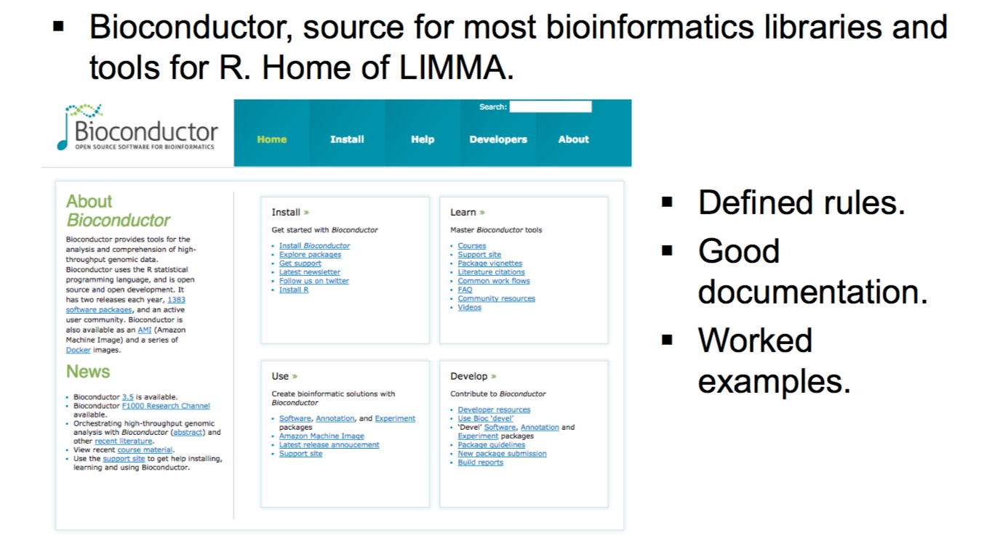 ▪ Bioconductor, source for most bioinformatics libraries and
tools for R. Home of LIMMA.
Bioconductor
OPEN SOURCE SOFTWARE FOR BIOINFORMATICS
Search:
Home Install Help Developers About
About
Bioconductor
Bioconductor provides tools for the
analysis and comprehension of high-
throughput genomic data.
Bioconductor uses the R statistical
programming language, and is open
source and open development. It
has two releases each year, 1383
software packages, and an active
user community. Bioconductor is
also available as an AMI (Amazon
Machine Image) and a series of
Docker images.
News
• Bioconductor 3.5 is available.
• Bioconductor F1000 Research Channel
available.
• Orchestrating high-throughput genomic
analysis with Bioconductor (abstract) and
other recent literature.
• View recent course material.
• Use the support site to get help installing,
learning and using Bioconductor.
Install »
Get started with Bioconductor
• Install Bioconductor
• Explore packages
• Get support
• Latest newsletter
• Follow us on twitter
• Install R
Learn »
Master Bioconductor tools
• Courses
• Support site
• Package vignettes
• Literature citations
• Common work flows
• FAQ
• Community resources
• Videos
Use »
Create bioinformatic solutions with
Bioconductor
• Software, Annotation, and Experiment
packages
• Amazon Machine Image
• Latest release annoucement
• Support site
Develop »
Contribute to Bioconductor
• Developer resources
• Use Bioc 'devel'
• 'Devel' Software, Annotation and
Experiment packages
• Package guidelines
• New package submission
• Build reports
▪ Defined rules.
▪ Good
documentation.
▪ Worked
examples.